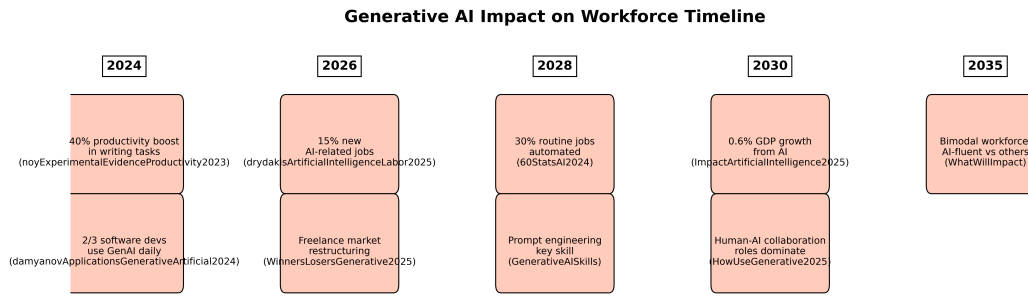 Generative AI Impact on Workforce Timeline
2024
2026
2028
2030
2035
40% productivity boost
in writing tasks
(noyExperimentalEvidenceProductivity2023)
15% new
AI-related jobs
(drydakisArtificialIntelligenceLabor2025)
30% routine jobs
automated
(60StatsAI2024)
0.6% GDP growth
from AI
(ImpactArtificialIntelligence2025)
Bimodal workforce:
AI-fluent vs others
(WhatWillImpact)
2/3 software devs
use GenAI daily
(damyanovApplicationsGenerativeArtificial2024)
Freelance market
restructuring
(WinnersLosersGenerative2025)
Prompt engineering
key skill
(GenerativeAISkills)
Human-AI collaboration
roles dominate
(HowUseGenerative2025)